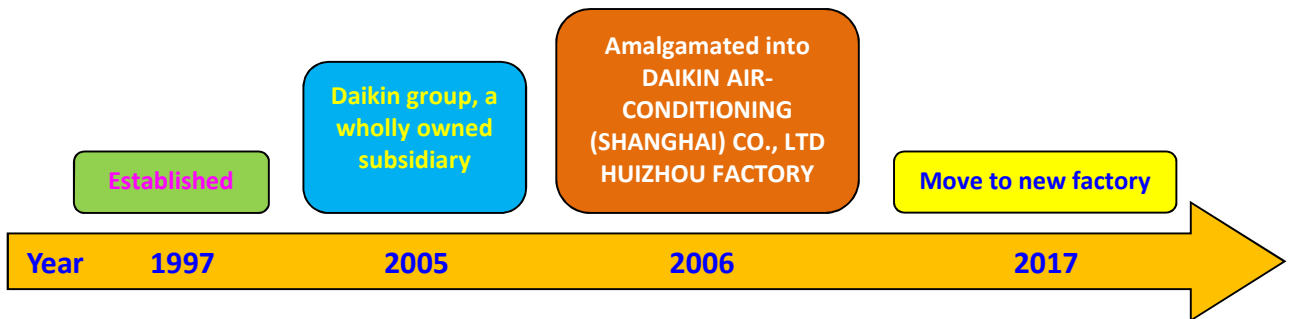 Established
Daikin group, a
wholly owned
subsidiary
Amalgamated into
DAIKIN AIR-
CONDITIONING
(SHANGHAI) CO., LTD
HUIZHOU FACTORY
Move to new factory
Year 1997 2005 2006 2017